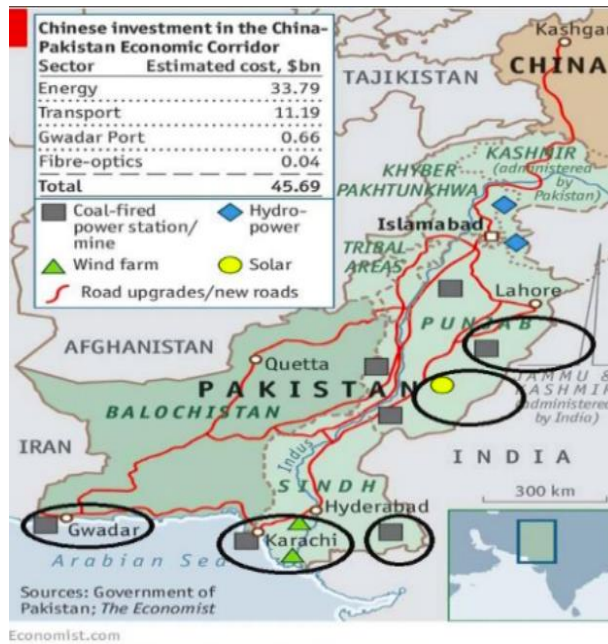 Chinese investment in the China-
Pakistan Economic Corridor
Sector Estimated cost, $bn
Energy 33.79
Transport 11.19
Gwadar Port 0.66
Fibre-optics 0.04
Total 45.69
Coal-fired
power station/
mine
Hydro-
power
Wind farm
Solar
Road upgrades/new roads
Kashgar
CHINA
TAJIKISTAN
KASHMIR
(administered
by
Pakistan)
KHYBER
PAKHTUNKHWA
Islamabad
TRIBAL
AREAS
Lahore
PUNJAB
AFGHANISTAN
Quetta
PAKISTAN
JAMMU &
KASHMIR
(administered
by India)
BALOCHISTAN
IRAN
Indus
INDIA
SINDH
300 km
Hyderabad
Gwadar
Karachi
Arabian Sea
Sources: Government of
Pakistan; The Economist
Economist.com